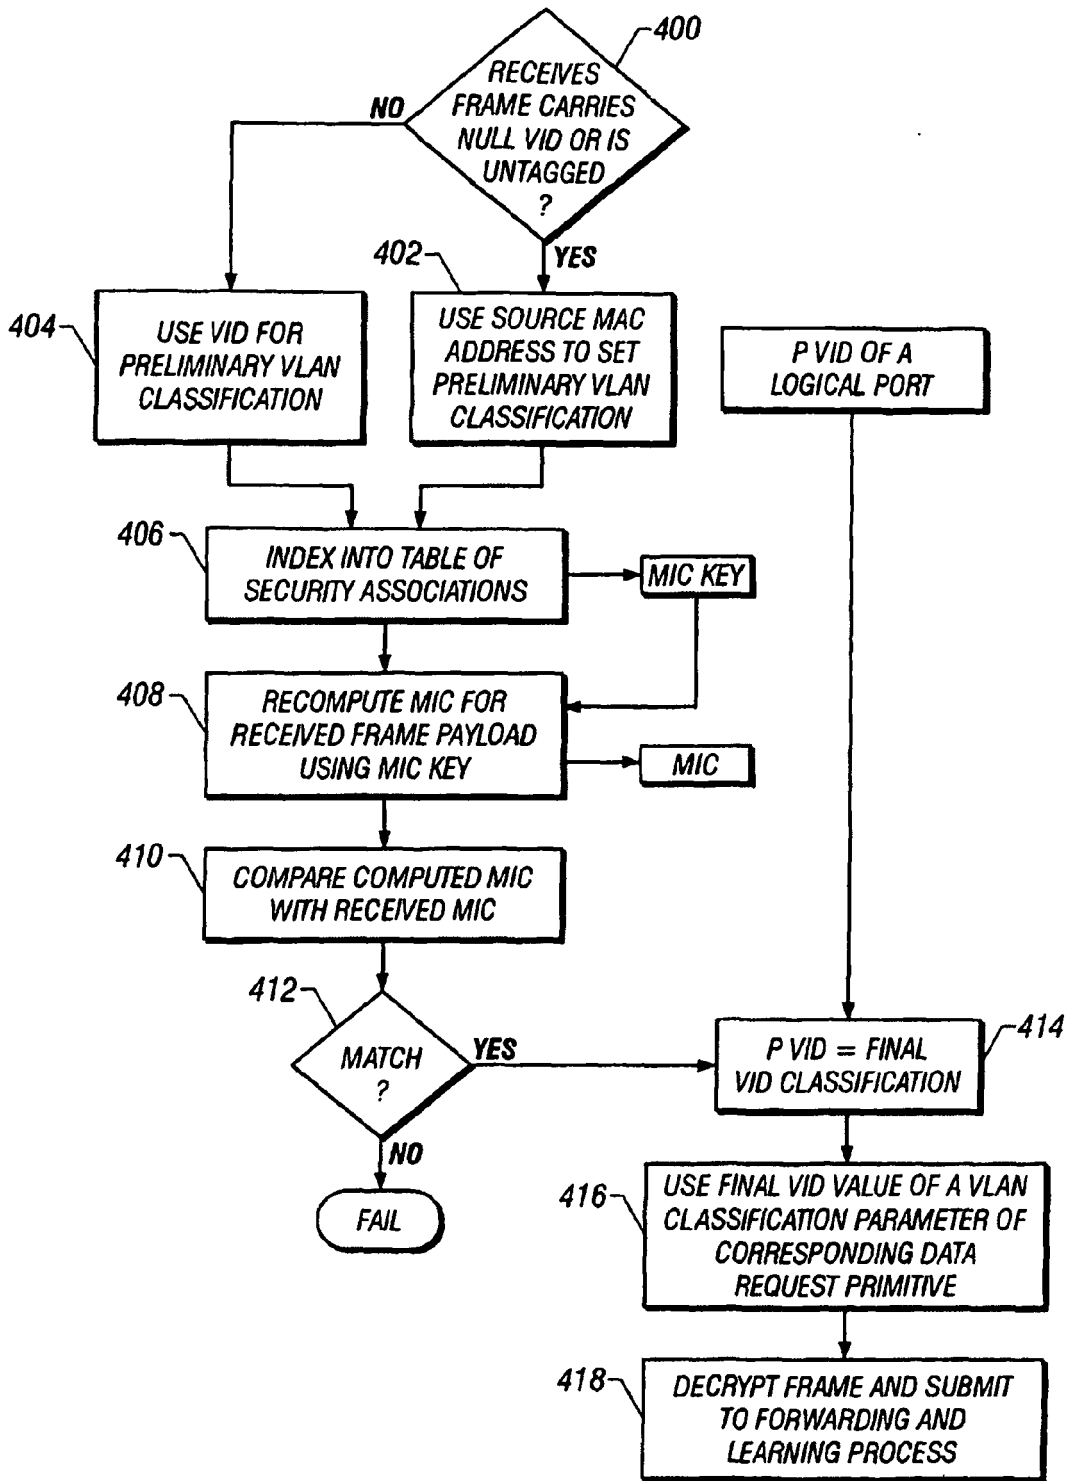 400
RECEIVES
FRAME CARRIES
NULL VID OR IS
UNTAGGED
?
NO
YES
402
404
USE VID FOR
PRELIMINARY VLAN
CLASSIFICATION
USE SOURCE MAC
ADDRESS TO SET
PRELIMINARY VLAN
CLASSIFICATION
P VID OF A
LOGICAL PORT
406
INDEX INTO TABLE OF
SECURITY ASSOCIATIONS
MIC KEY
408
RECOMPUTE MIC FOR
RECEIVED FRAME PAYLOAD
USING MIC KEY
MIC
410
COMPARE COMPUTED MIC
WITH RECEIVED MIC
412
MATCH
?
YES
NO
FAIL
414
P VID = FINAL
VID CLASSIFICATION
416
USE FINAL VID VALUE OF A VLAN
CLASSIFICATION PARAMETER OF
CORRESPONDING DATA
REQUEST PRIMITIVE
418
DECRYPT FRAME AND SUBMIT
TO FORWARDING AND
LEARNING PROCESS